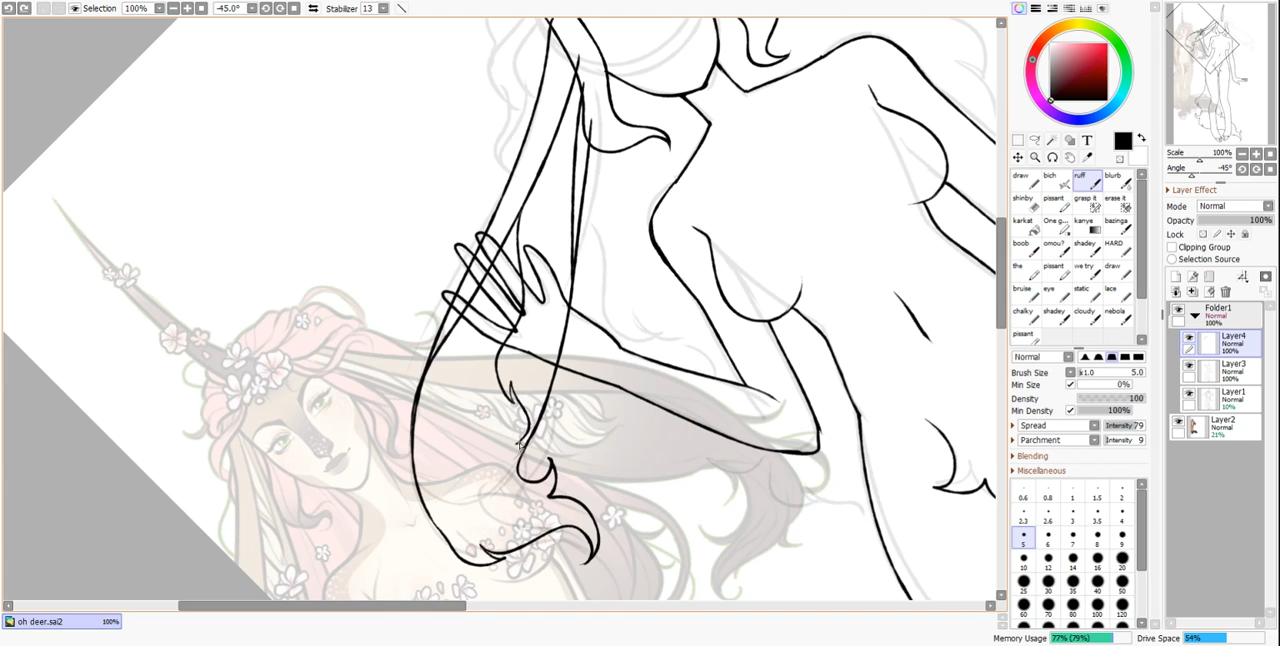 Selection 100% -45.0° Stabilizer 13
Scale 100%
Angle -45°
Layer Effect
Mode Normal
Opacity 100%
Lock
Clipping Group
Selection Source
T
draw bich ruff blurb
shinby pissant grasp it erase it
karkat One g... kanye bazinga
boob omou? shadey HARD
the pissant we try draw
bruise eye static lace
chalky shadey cloudy nebola
pissant
Normal
Brush Size x1.0 5.0
Min Size 0%
Density 100
Min Density 100%
Spread Intensity 79
Parchment Intensity 9
Blending
Miscellaneous
0.6 0.8 1 1.5 2
2.3 2.6 3 3.5 4
5 6 7 8 9
10 12 14 16 20
25 30 35 40 50
60 70 80 100 120
Folder1
Normal
100%
Layer4
Normal
100%
Layer3
Normal
100%
Layer1
Normal
10%
Layer2
Normal
21%
oh deer.sai2 100%
Memory Usage 77% (79%) Drive Space 54%